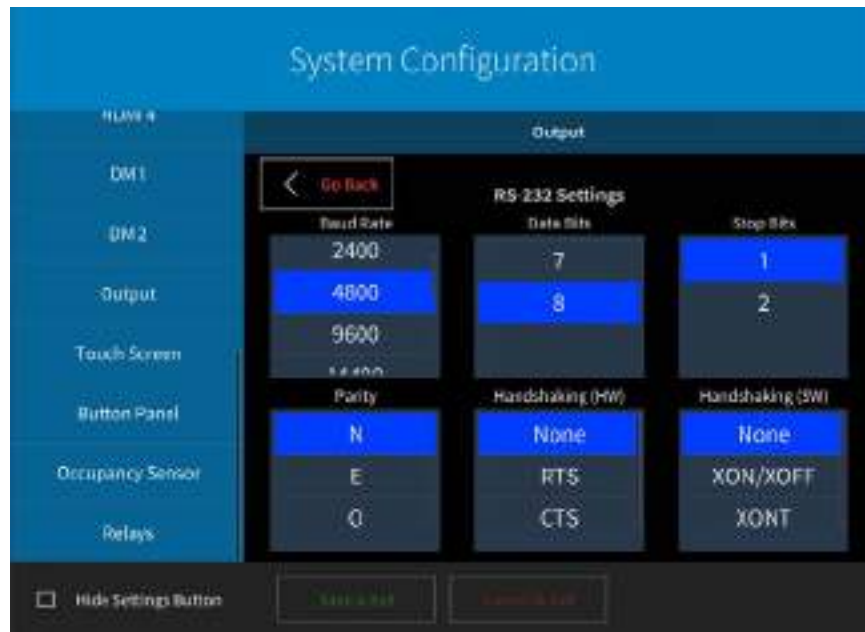 System Configuration
Output
DM 1
DM 2
Output
Touch Screen
Button Panel
Occupancy Sensor
Relays
Go Back
RS-232 Settings
Baud Rate
2400
4800
9600
14400
Data Bits
7
8
Stop Bits
1
2
Parity
N
E
O
Handshaking (HW)
None
RTS
CTS
Handshaking (SW)
None
XON/XOFF
XONT
Hide Settings Button